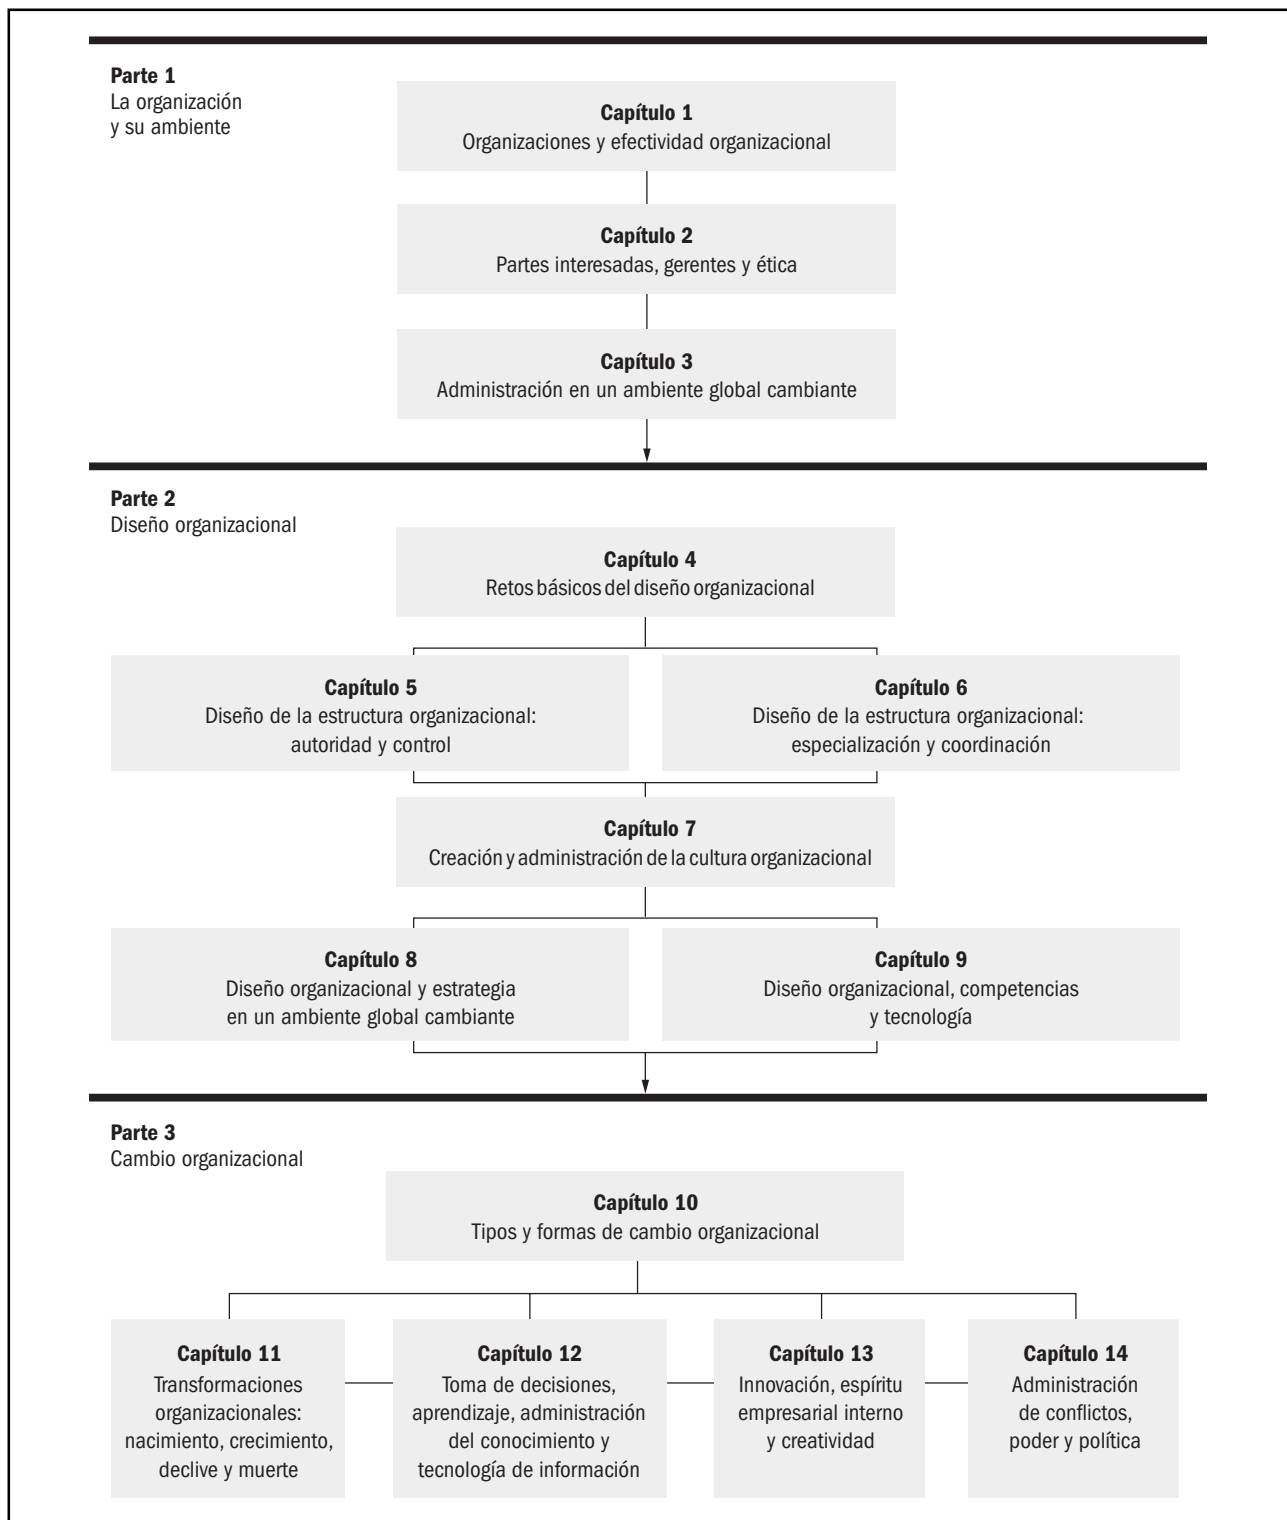 Parte 1
La organización
y su ambiente
Capítulo 1
Organizaciones y efectividad organizacional
Capítulo 2
Partes interesadas, gerentes y ética
Capítulo 3
Administración en un ambiente global cambiante
Parte 2
Diseño organizacional
Capítulo 4
Retos básicos del diseño organizacional
Capítulo 5
Diseño de la estructura organizacional:
autoridad y control
Capítulo 6
Diseño de la estructura organizacional:
especialización y coordinación
Capítulo 7
Creación y administración de la cultura organizacional
Capítulo 8
Diseño organizacional y estrategia
en un ambiente global cambiante
Capítulo 9
Diseño organizacional, competencias
y tecnología
Parte 3
Cambio organizacional
Capítulo 10
Tipos y formas de cambio organizacional
Capítulo 11
Transformaciones
organizacionales:
nacimiento, crecimiento,
declive y muerte
Capítulo 12
Toma de decisiones,
aprendizaje, administración
del conocimiento y
tecnología de información
Capítulo 13
Innovación, espíritu
empresarial interno
y creatividad
Capítulo 14
Administración
de conflictos,
poder y política